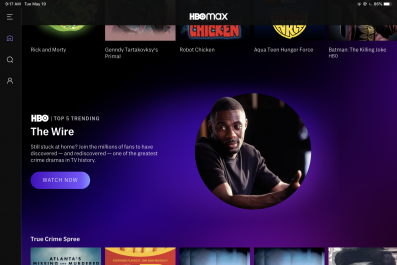 9:17 AM Tue May 19
86%
HBOMAX
CHICKEN
Rick and Morty
Genndy Tartakovsky's
Primal
Robot Chicken
Aqua Teen Hunger Force
Batman: The Killing Joke
HBO
HBO | TOP 5 TRENDING
The Wire
Still stuck at home? Join the millions of fans to have
discovered — and rediscovered — one of the greatest
crime dramas in TV history.
WATCH NOW
True Crime Spree
ATLANTA'S
MISSING AND MURDERED